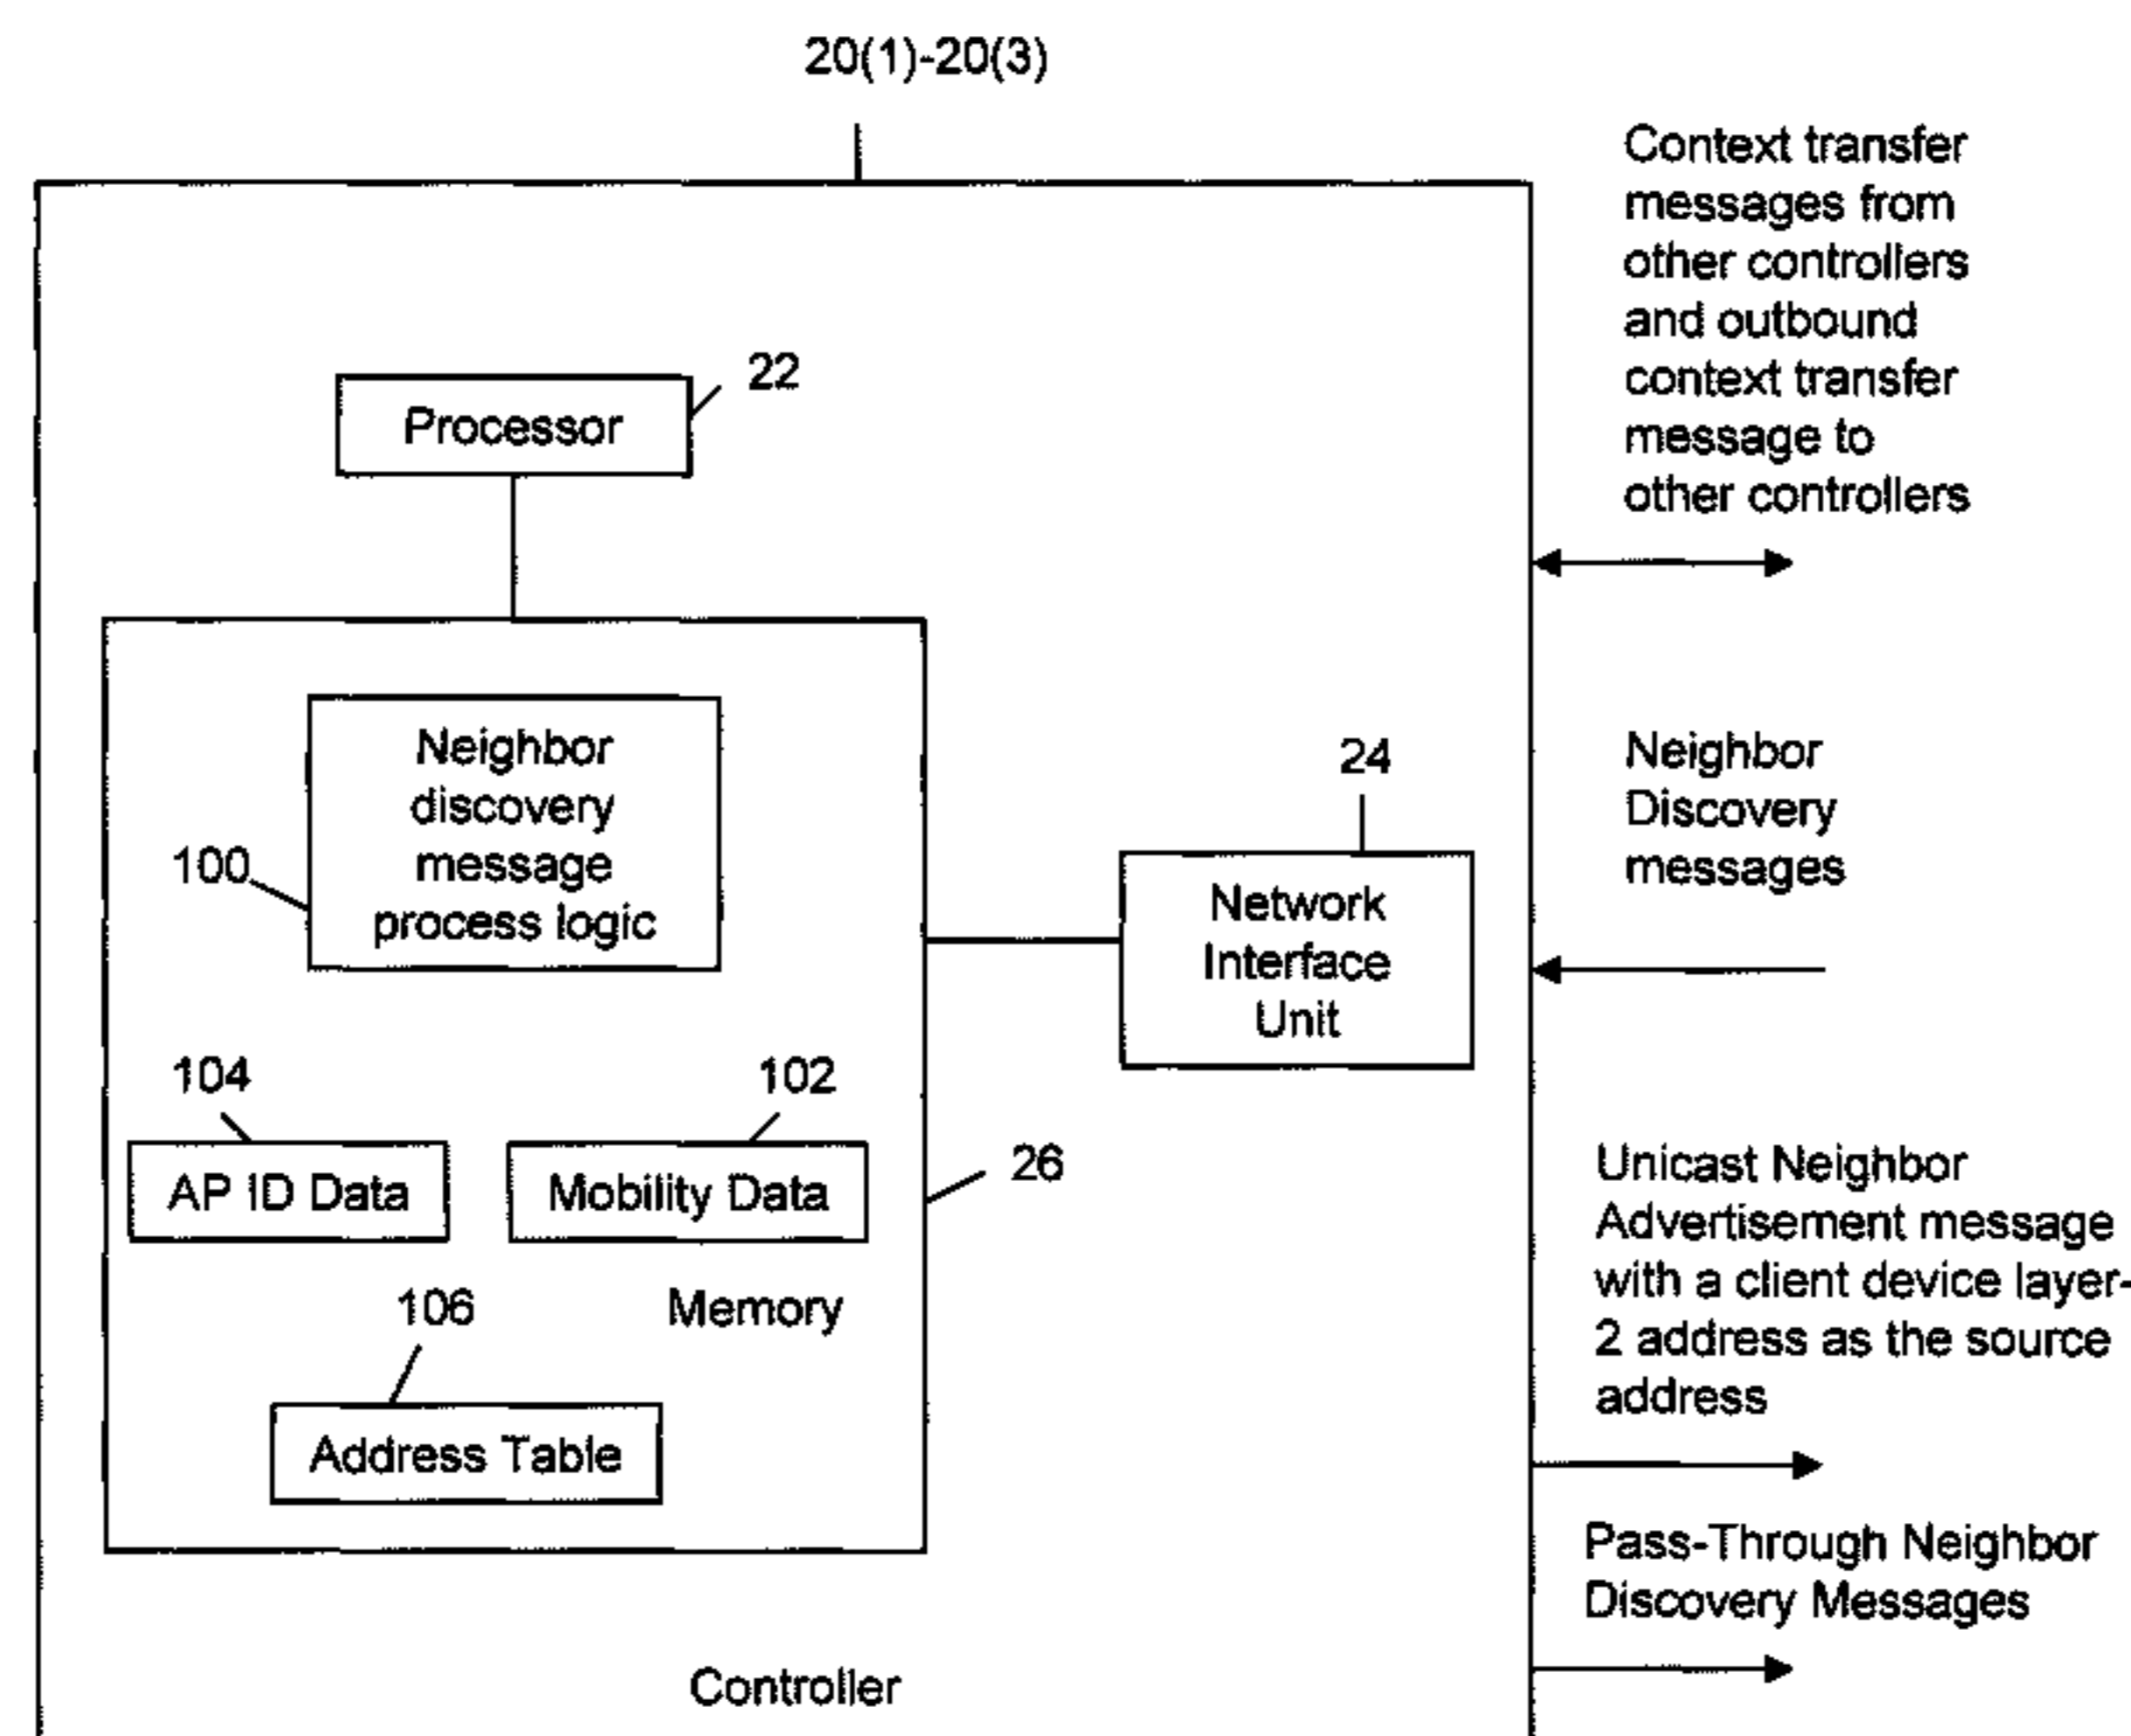 20(1)-20(3)
Context transfer
messages from
other controllers
and outbound
context transfer
message to
other controllers
22
Processor
Neighbor
discovery
message
process logic
100
24
Network
Interface
Unit
Neighbor
Discovery
messages
104
102
AP ID Data
Mobility Data
26
Memory
106
Address Table
Unicast Neighbor
Advertisement message
with a client device layer-
2 address as the source
address
Pass-Through Neighbor
Discovery Messages
Controller